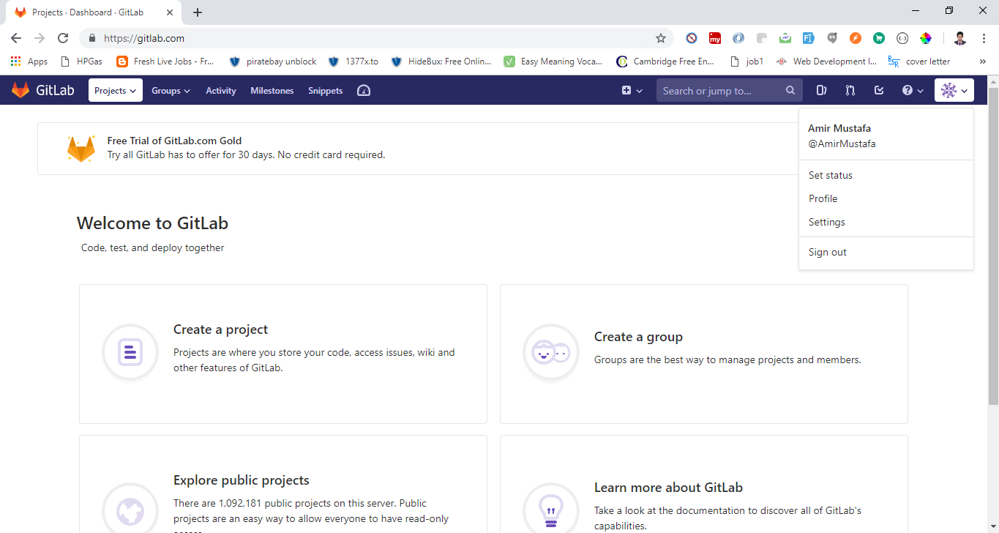 Projects · Dashboard · GitLab
https://gitlab.com
my
Apps
HPGas
Fresh Live Jobs - Fr...
piratebay unblock
1377x.to
HideBux: Free Onlin...
Easy Meaning Voca...
Cambridge Free En...
job1
Web Development I...
cover letter
»
GitLab
Projects
Groups
Activity
Milestones
Snippets
Search or jump to...
Free Trial of GitLab.com Gold
Try all GitLab has to offer for 30 days. No credit card required.
Amir Mustafa
@AmirMustafa
Set status
Profile
Settings
Sign out
Welcome to GitLab
Code, test, and deploy together
Create a project
Projects are where you store your code, access issues, wiki and
other features of GitLab.
Create a group
Groups are the best way to manage projects and members.
Explore public projects
There are 1,092,181 public projects on this server. Public
projects are an easy way to allow everyone to have read-only
Learn more about GitLab
Take a look at the documentation to discover all of GitLab's
capabilities.